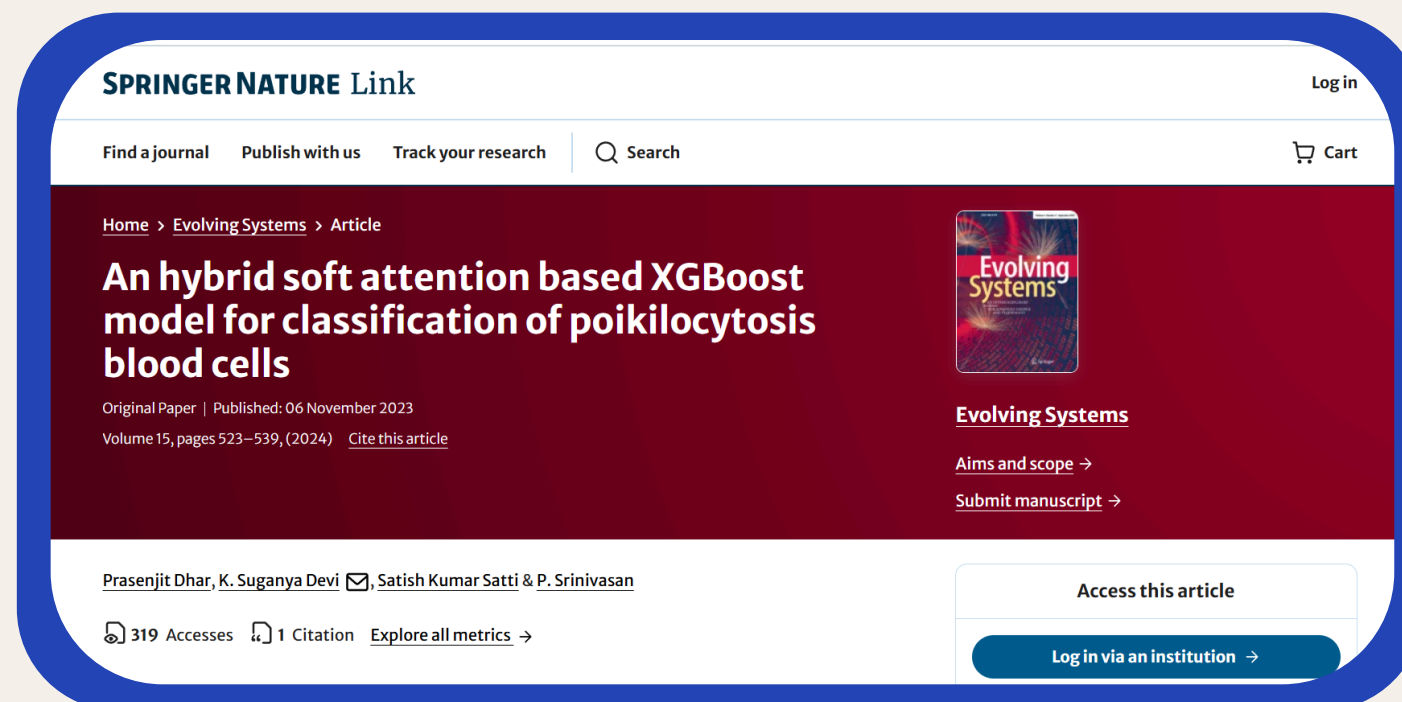 SPRINGER NATURE Link
Log in
Find a journal
Publish with us
Track your research
Search
Cart
Home > Evolving Systems > Article
An hybrid soft attention based XGBoost
model for classification of poikilocytosis
blood cells
Original Paper | Published: 06 November 2023
Volume 15, pages 523–539, (2024)
Cite this article
Evolving
Systems
Evolving Systems
Aims and scope →
Submit manuscript →
Prasenjit Dhar, K. Suganya Devi, Satish Kumar Satti & P. Srinivasan
319 Accesses
1 Citation
Explore all metrics →
Access this article
Log in via an institution →